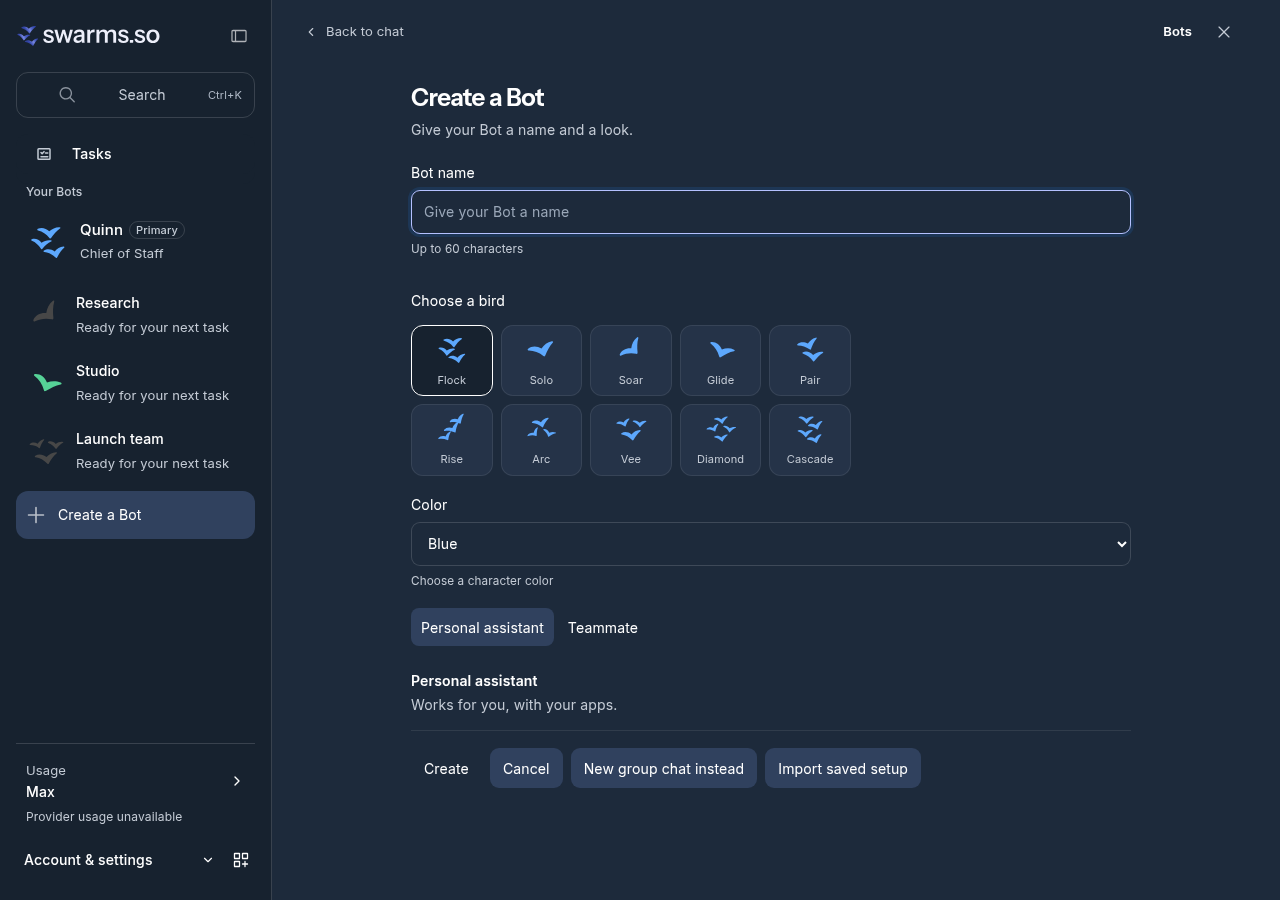 swarms.so
Search
Ctrl+K
Tasks
Your Bots
Quinn
Primary
Chief of Staff
Research
Ready for your next task
Studio
Ready for your next task
Launch team
Ready for your next task
Create a Bot
Usage
Max
Provider usage unavailable
Account & settings
Back to chat
Bots
Create a Bot
Give your Bot a name and a look.
Bot name
Give your Bot a name
Up to 60 characters
Choose a bird
Flock
Solo
Soar
Glide
Pair
Rise
Arc
Vee
Diamond
Cascade
Color
Blue
Choose a character color
Personal assistant
Teammate
Personal assistant
Works for you, with your apps.
Create
Cancel
New group chat instead
Import saved setup